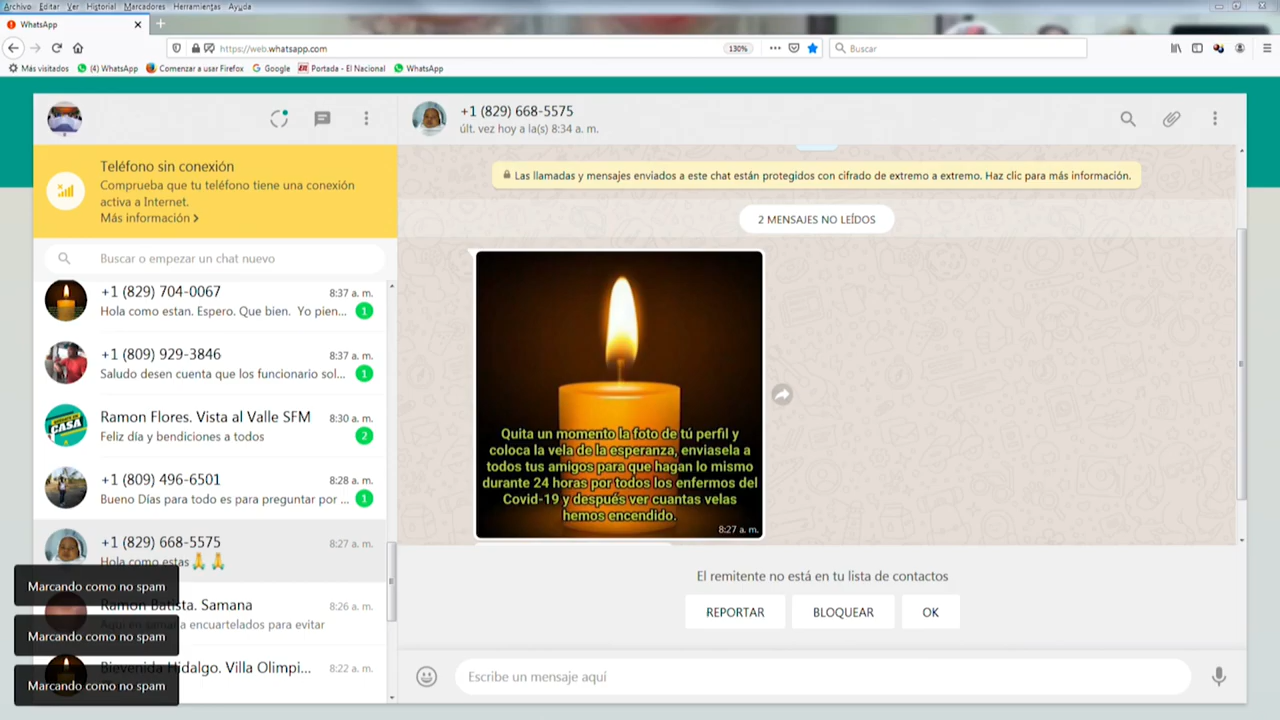 Archivo Editar Ver Historial Marcadores Herramientas Ayuda
WhatsApp
https://web.whatsapp.com
130%
Buscar
Más visitados
(4) WhatsApp
Comenzar a usar Firefox
Google
Portada - El Nacional
WhatsApp
+1 (829) 668-5575
últ. vez hoy a la(s) 8:34 a. m.
Teléfono sin conexión
Comprueba que tu teléfono tiene una conexión
activa a Internet.
Más información
Buscar o empezar un chat nuevo
+1 (829) 704-0067 8:37 a. m.
Hola como estan. Espero. Que bien. Yo pien... 1
+1 (809) 929-3846 8:37 a. m.
Saludo desen cuenta que los funcionario sol... 1
CASA
Ramon Flores. Vista al Valle SFM 8:30 a. m.
Feliz día y bendiciones a todos 2
+1 (809) 496-6501 8:28 a. m.
Bueno Días para todo es para preguntar por ... 1
+1 (829) 668-5575 8:27 a. m.
Hola como estas 🙏 🙏
Marcando como no spam
Ramon Batista. Samana 8:26 a. m.
Aqui en samana encuartelados para evitar
Marcando como no spam
Bievenida Hidalgo. Villa Olimpi... 8:22 a. m.
Marcando como no spam
Las llamadas y mensajes enviados a este chat están protegidos con cifrado de extremo a extremo. Haz clic para más información.
2 MENSAJES NO LEÍDOS
Quita un momento la foto de tú perfil y
coloca la vela de la esperanza, enviasela a
todos tus amigos para que hagan lo mismo
durante 24 horas por todos los enfermos del
Covid-19 y después ver cuantas velas
hemos encendido.
8:27 a. m.
El remitente no está en tu lista de contactos
REPORTAR BLOQUEAR OK
Escribe un mensaje aquí